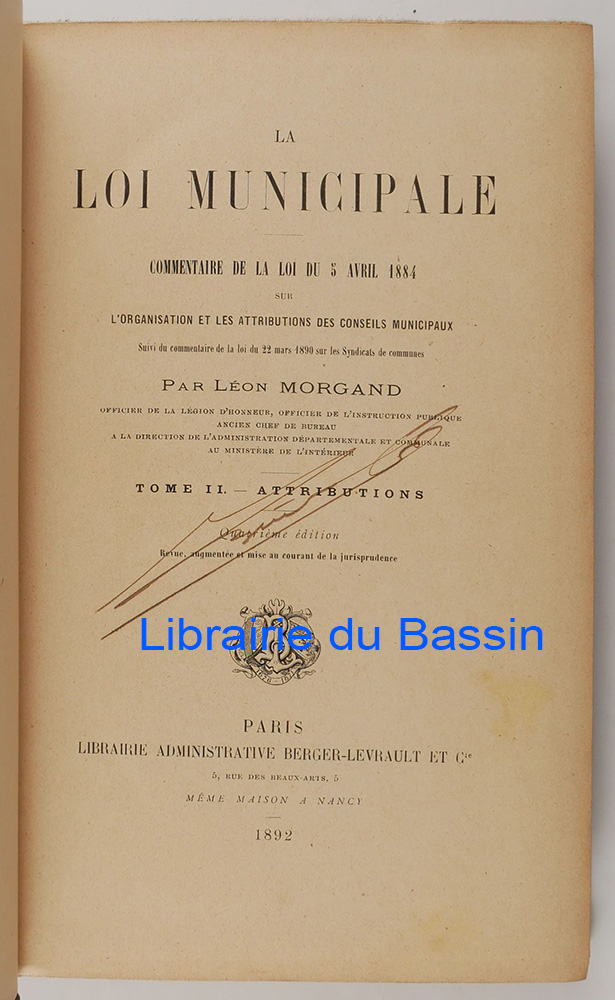 LA
LOI MUNICIPALE
COMMENTAIRE DE LA LOI DU 5 AVRIL 1884
SUR
L'ORGANISATION ET LES ATTRIBUTIONS DES CONSEILS MUNICIPAUX
Suivi du commentaire de la loi du 22 mars 1890 sur les Syndicats de communes
PAR LÉON MORGAND
OFFICIER DE LA LÉGION D'HONNEUR, OFFICIER DE L'INSTRUCTION PUBLIQUE
ANCIEN CHEF DE BUREAU
A LA DIRECTION DE L'ADMINISTRATION DÉPARTEMENTALE ET COMMUNALE
AU MINISTÈRE DE L'INTÉRIEUR
TOME II. — ATTRIBUTIONS
Quatrième édition
Revue, augmentée et mise au courant de la jurisprudence
Librairie du Bassin
PARIS
LIBRAIRIE ADMINISTRATIVE BERGER-LEVRAULT ET Cie
5, RUE DES BEAUX-ARTS, 5
MÊME MAISON A NANCY
1892